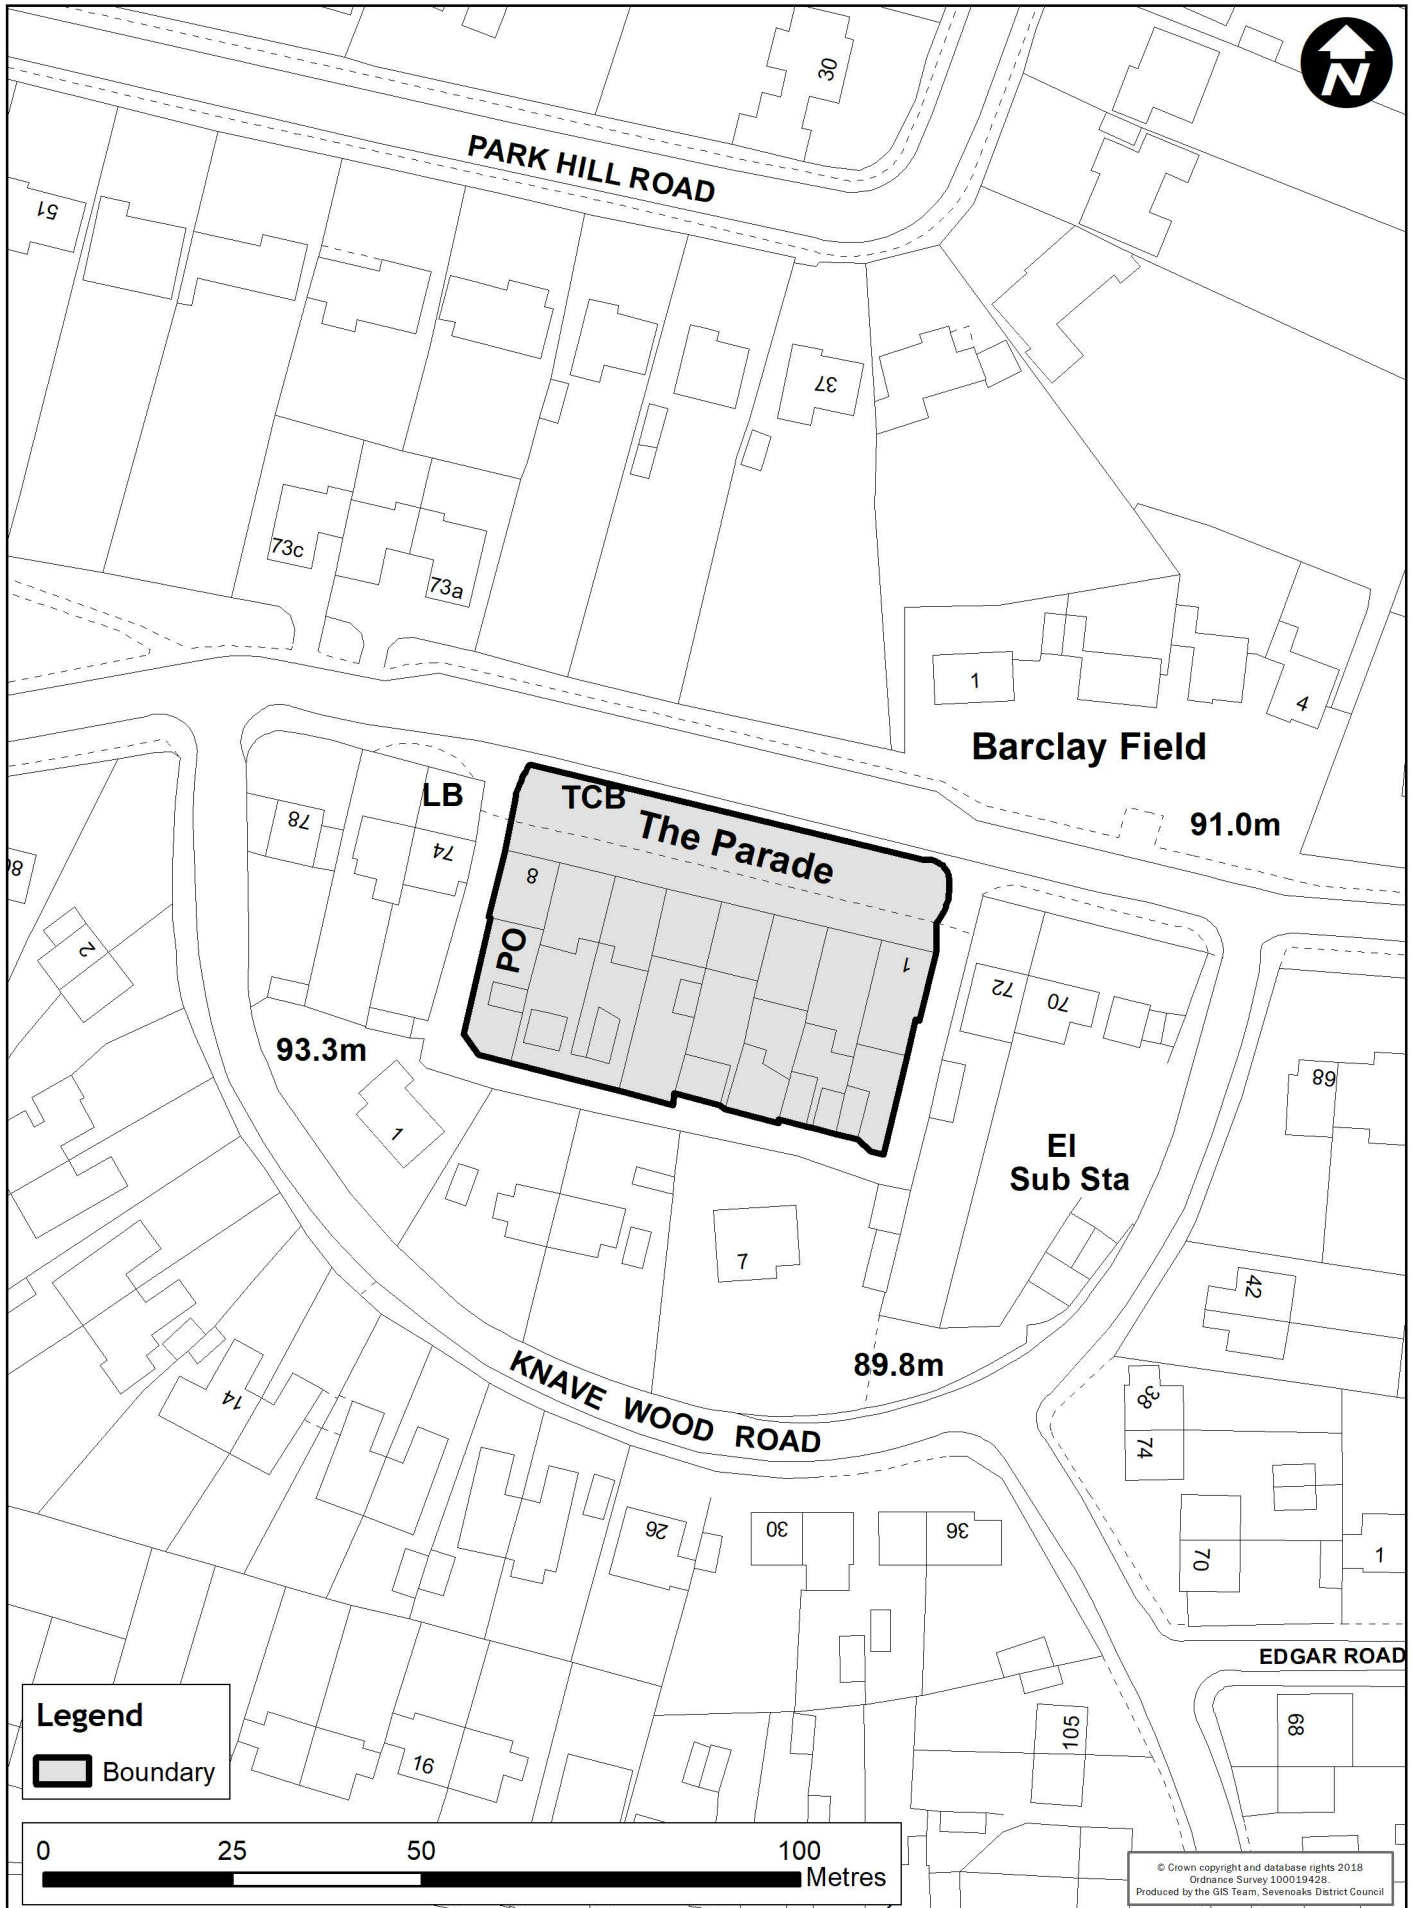 N
30
PARK HILL ROAD
51
37
73c
73a
1
4
Barclay Field
LB
TCB
The Parade
91.0m
78
74
8
PO
1
2
72
70
93.3m
1
68
El
Sub Sta
7
42
89.8m
KNAVE WOOD ROAD
14
38
74
26
30
36
70
1
EDGAR ROAD
Legend
Boundary
16
105
68
0 25 50 100
Metres
© Crown copyright and database rights 2018
Ordnance Survey 100019428.
Produced by the GIS Team, Sevenoaks District Council